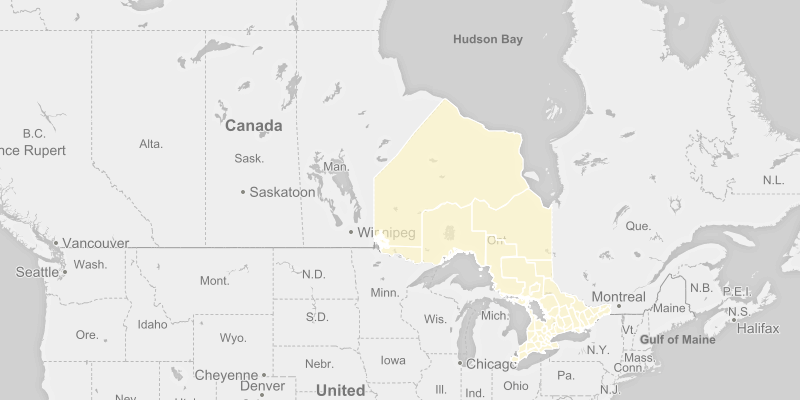 Hudson Bay
Canada
B.C.
nce Rupert
Alta.
Sask.
Man.
N.L.
Saskatoon
Que.
Winnipeg
Ont.
Vancouver
Seattle
Wash.
Mont.
N.D.
Minn.
Montreal
N.B.
P.E.I.
Maine
N.S.
Halifax
Ore.
Idaho
S.D.
Wis.
Mich.
Vt.
Gulf of Maine
Wyo.
N.Y.
Mass.
Conn.
Nebr.
Iowa
Chicago
Cheyenne
Denver
United
Ill.
Ind.
Ohio
Pa.
N.J.
Nev